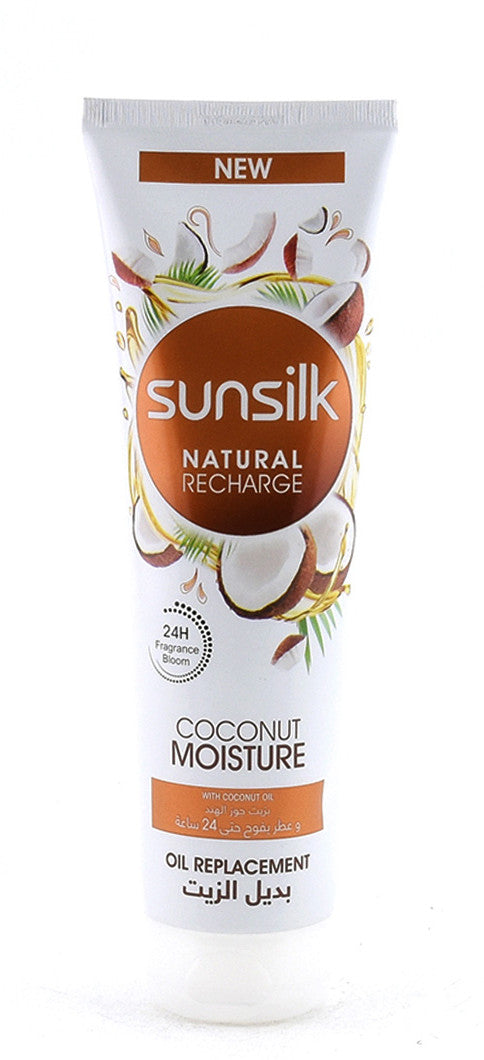 NEW
sunsilk
NATURAL
RECHARGE
24H
Fragrance
Bloom
COCONUT
MOISTURE
WITH COCONUT OIL
بزيت جوز الهند
و عطر يفوح حتى 24 ساعة
OIL REPLACEMENT
بديل الزيت